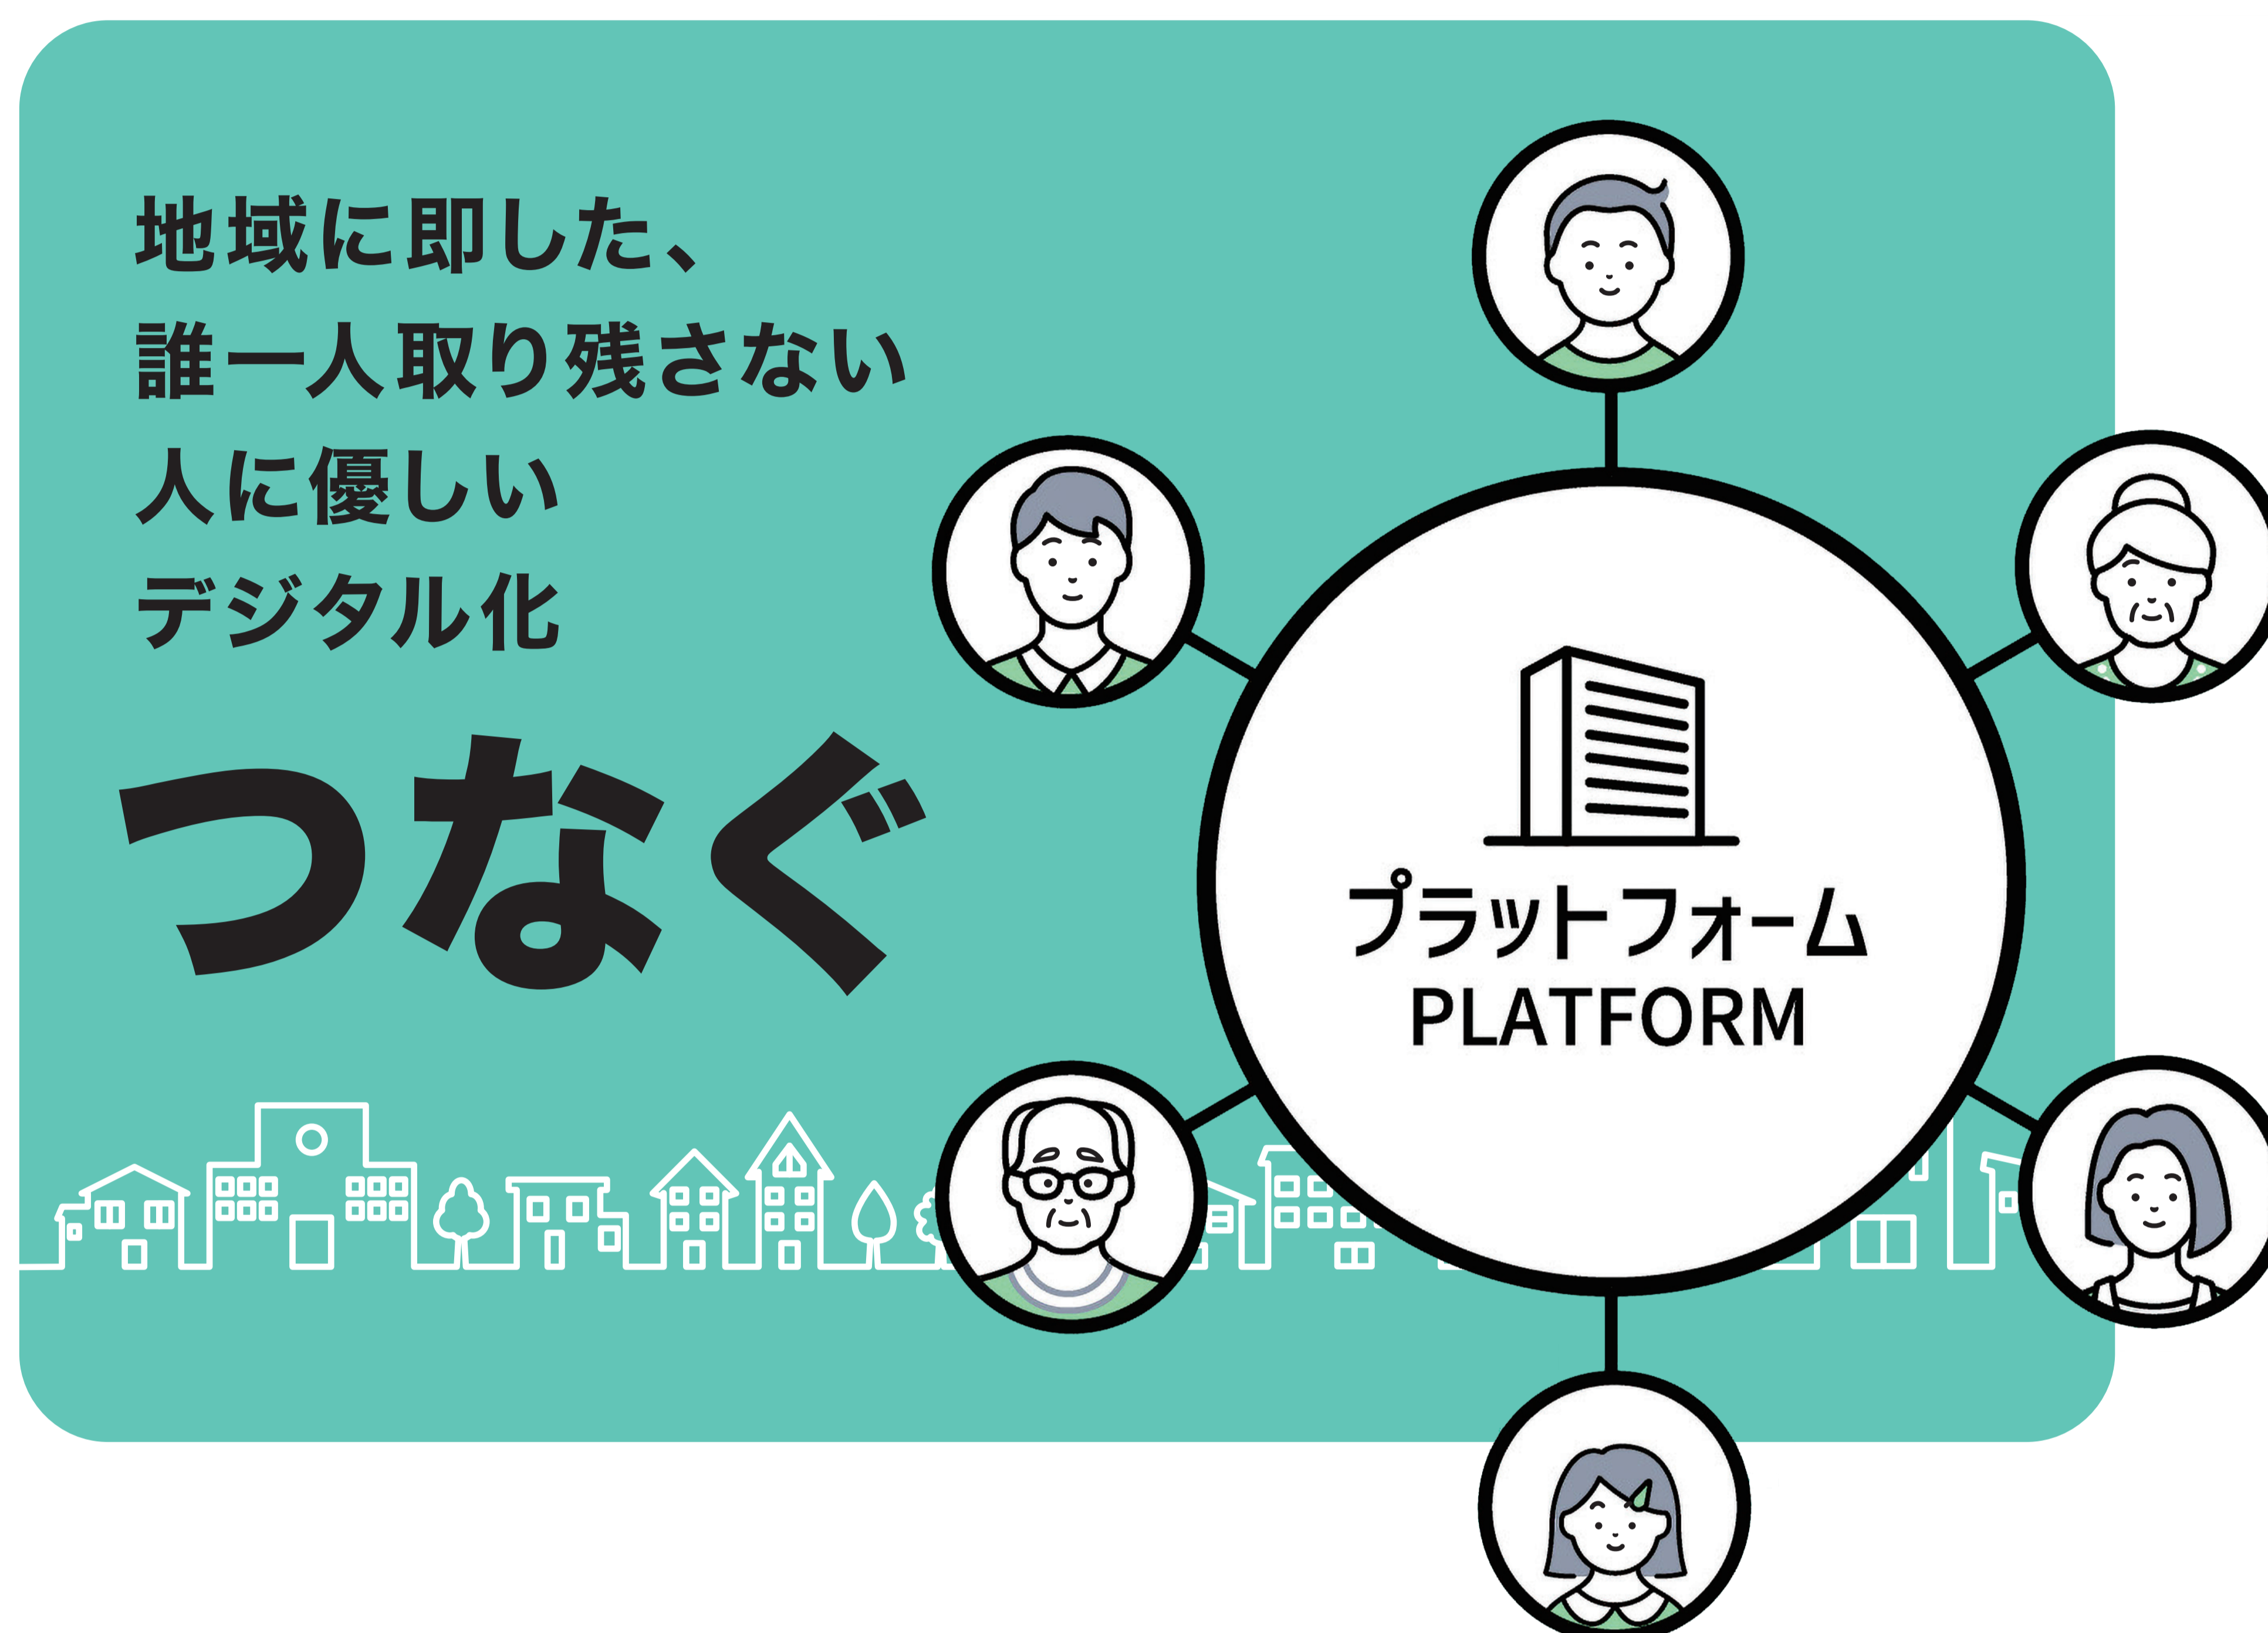 地域に即した、
誰一人取り残さない
人に優しい
デジタル化
つなぐ
プラットフォーム
PLATFORM